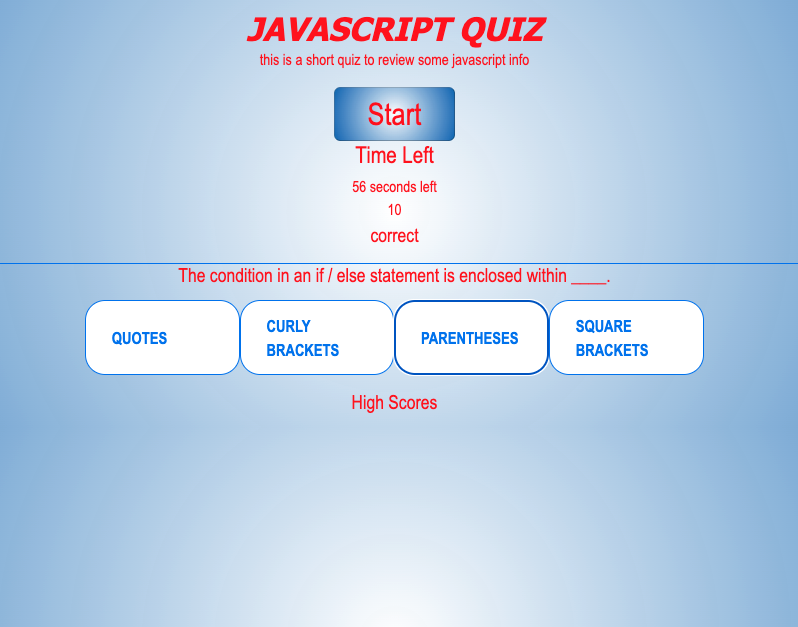 JAVASCRIPT QUIZ
this is a short quiz to review some javascript info
Start
Time Left
56 seconds left
10
correct
The condition in an if / else statement is enclosed within ____.
QUOTES
CURLY
BRACKETS
PARENTHESES
SQUARE
BRACKETS
High Scores